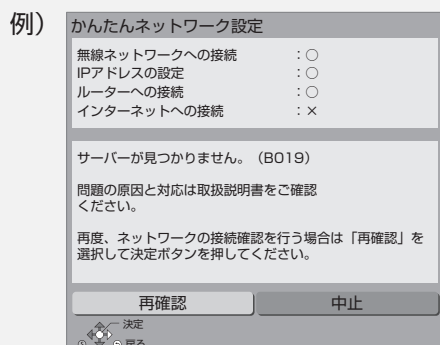 例）
かんたんネットワーク設定
無線ネットワークへの接続　：○
IPアドレスの設定　：○
ルーターへの接続　：○
インターネットへの接続　：×
サーバーが見つかりません。（B019）
問題の原因と対応は取扱説明書をご確認
ください。
再度、ネットワークの接続確認を行う場合は「再確認」を
選択して決定ボタンを押してください。
再確認　中止
決定
戻る